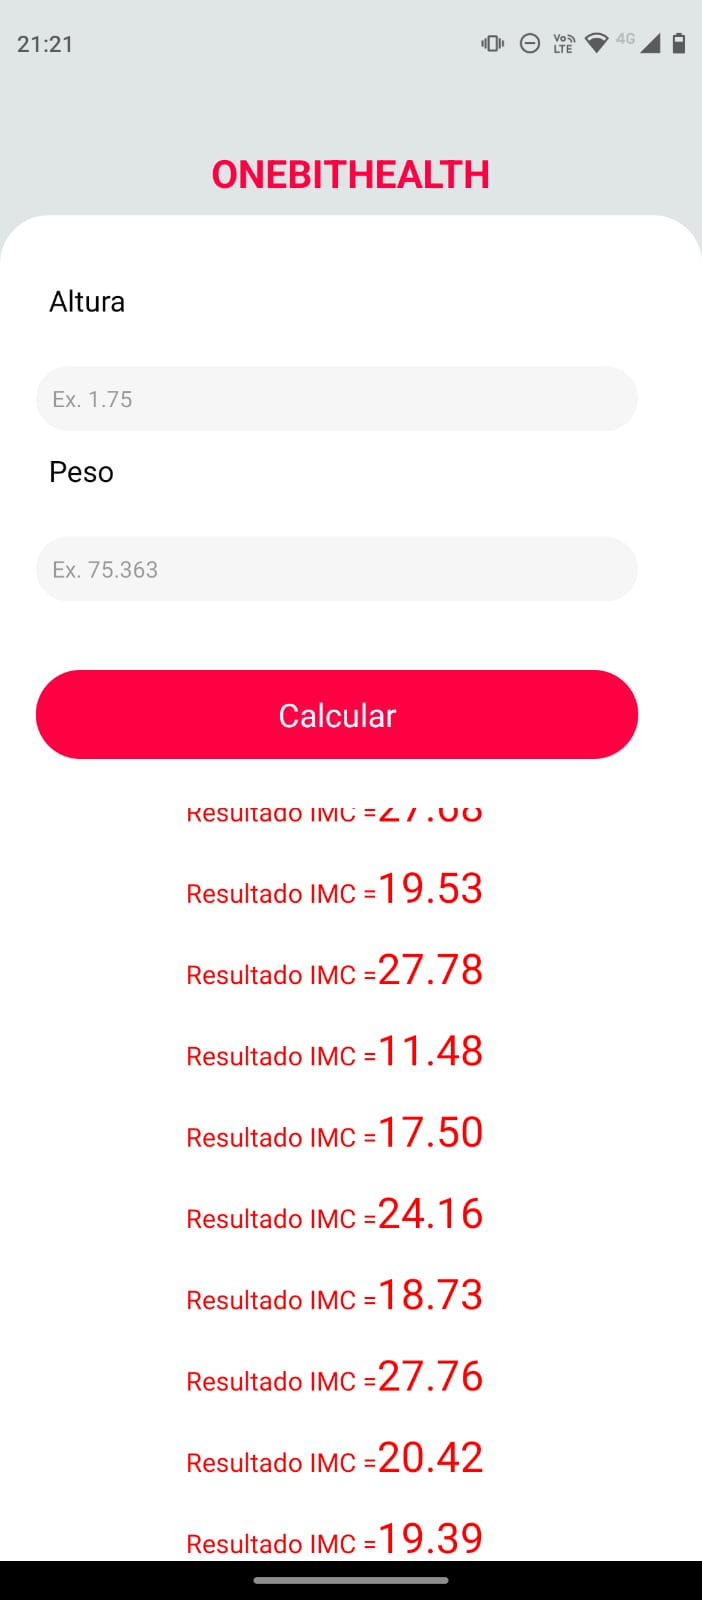 21:21
Vo LTE 4G
ONEBITHEALTH
Altura
Ex. 1.75
Peso
Ex. 75.363
Calcular
Resultado IMC =
Resultado IMC =19.53
Resultado IMC =27.78
Resultado IMC =11.48
Resultado IMC =17.50
Resultado IMC =24.16
Resultado IMC =18.73
Resultado IMC =27.76
Resultado IMC =20.42
Resultado IMC =19.39